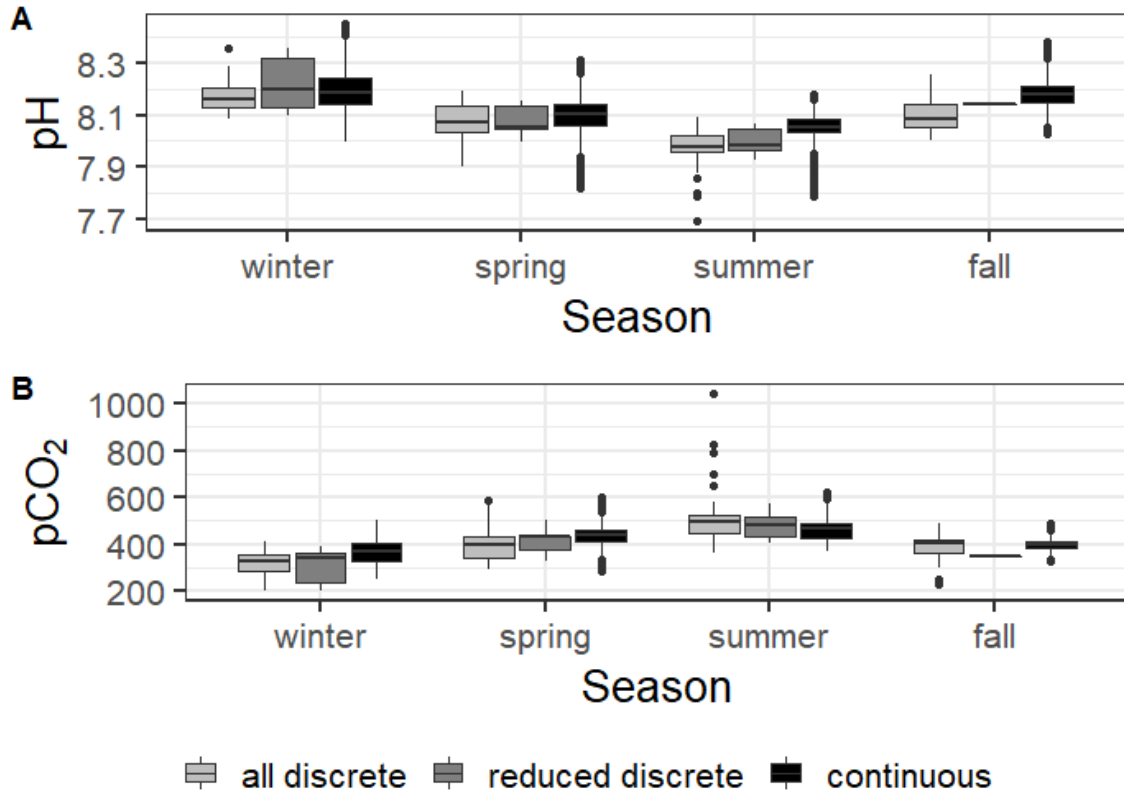 A
pH
8.3
8.1
7.9
7.7
winter spring summer fall
Season
B
pCO₂
1000
800
600
400
200
winter spring summer fall
Season
all discrete reduced discrete continuous